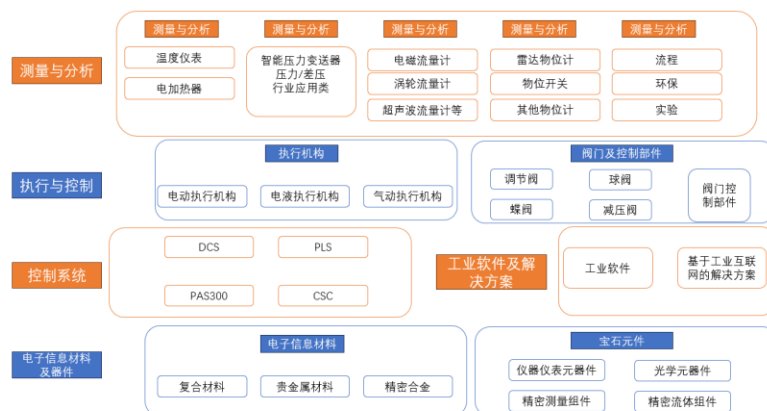 测量与分析
测量与分析
测量与分析
测量与分析
测量与分析
测量与分析
温度仪表
电加热器
智能压力变送器
压力/差压
行业应用类
电磁流量计
涡轮流量计
超声波流量计等
雷达物位计
物位开关
其他物位计
流程
环保
实验
执行与控制
执行机构
电动执行机构
电液执行机构
气动执行机构
阀门及控制部件
调节阀
球阀
蝶阀
减压阀
阀门控
制部件
控制系统
DCS
PLS
PAS300
CSC
工业软件及解
决方案
工业软件
基于工业互联
网的解决方案
电子信息材料
及器件
电子信息材料
复合材料
贵金属材料
精密合金
宝石元件
仪器仪表元器件
光学元器件
精密测量组件
精密流体组件